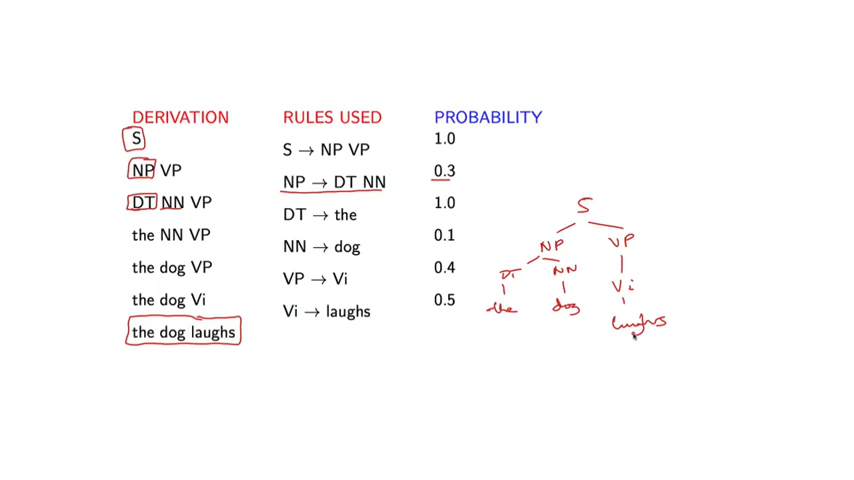 DERIVATION RULES USED PROBABILITY
S 1.0
S → NP VP
NP VP 0.3
NP → DT NN
DT NN VP 1.0
DT → the
the NN VP 0.1
NN → dog
the dog VP 0.4
VP → Vi
the dog Vi 0.5
Vi → laughs
the dog laughs
S
NP VP
DT NN Vi
the dog
laughs